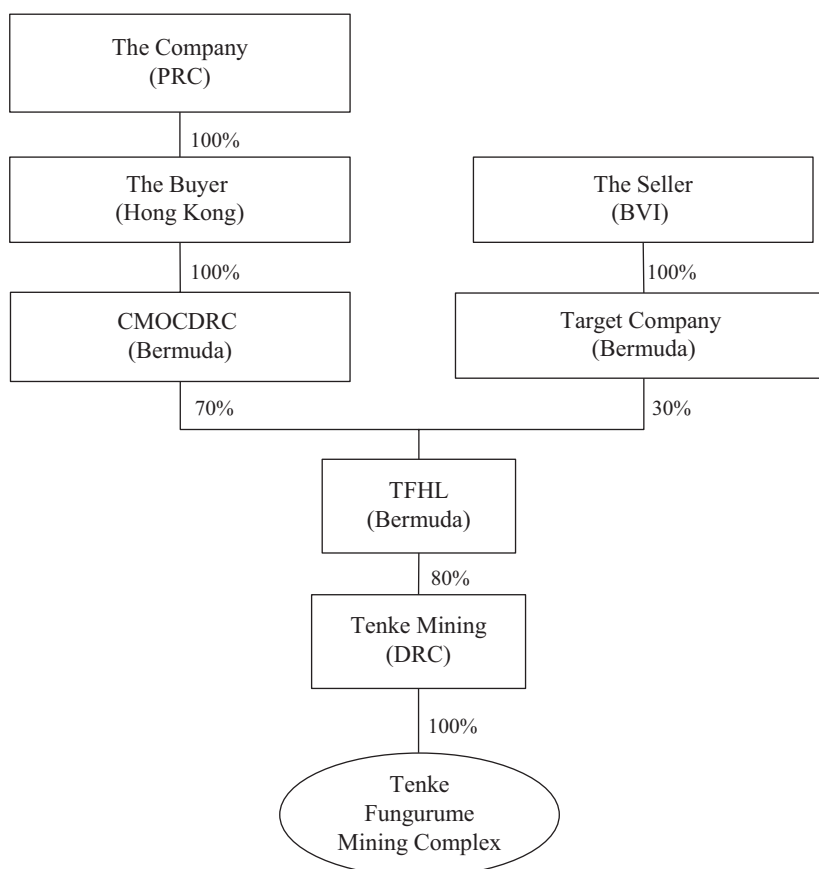 The Company
(PRC)
100%
The Buyer
(Hong Kong)
The Seller
(BVI)
100%
100%
CMOCDRC
(Bermuda)
Target Company
(Bermuda)
70%
30%
TFHL
(Bermuda)
80%
Tenke Mining
(DRC)
100%
Tenke
Fungurume
Mining Complex